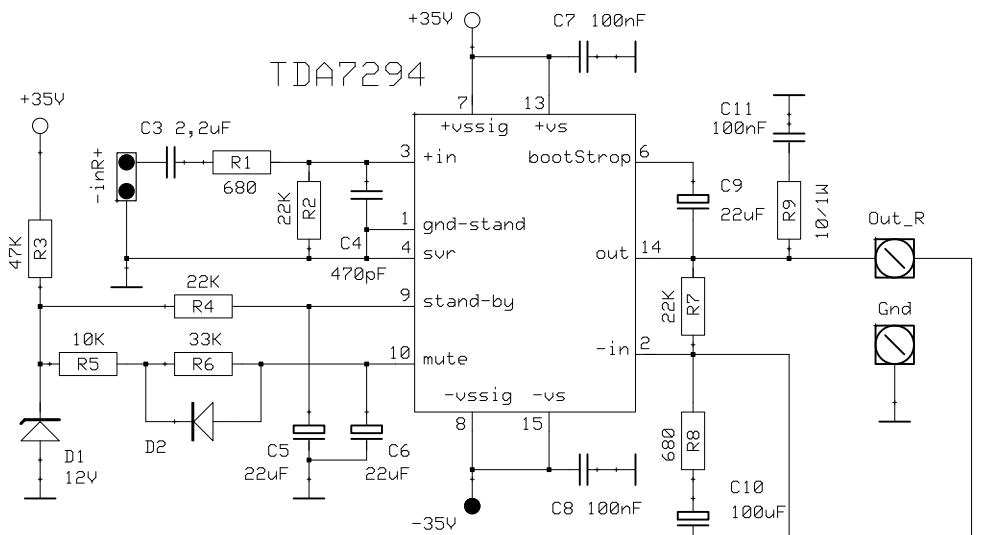 +35V
C7 100nF
TDA7294
+35V
7
13
C11
100nF
C3 2,2uF
+vssig
+vs
-inR+
R1
3
+in
bootStrop
6
680
22K
R2
C9
22uF
R9
10/1W
1
gnd-stand
Out_R
47K
R3
C4
470pF
4
svr
out
14
22K
R4
9
stand-by
22K
R7
Gnd
10K
R5
33K
R6
10
mute
-in
2
-vssig
-vs
8
15
D1
12V
D2
C5
22uF
C6
22uF
680
R8
C8 100nF
C10
100uF
-35V